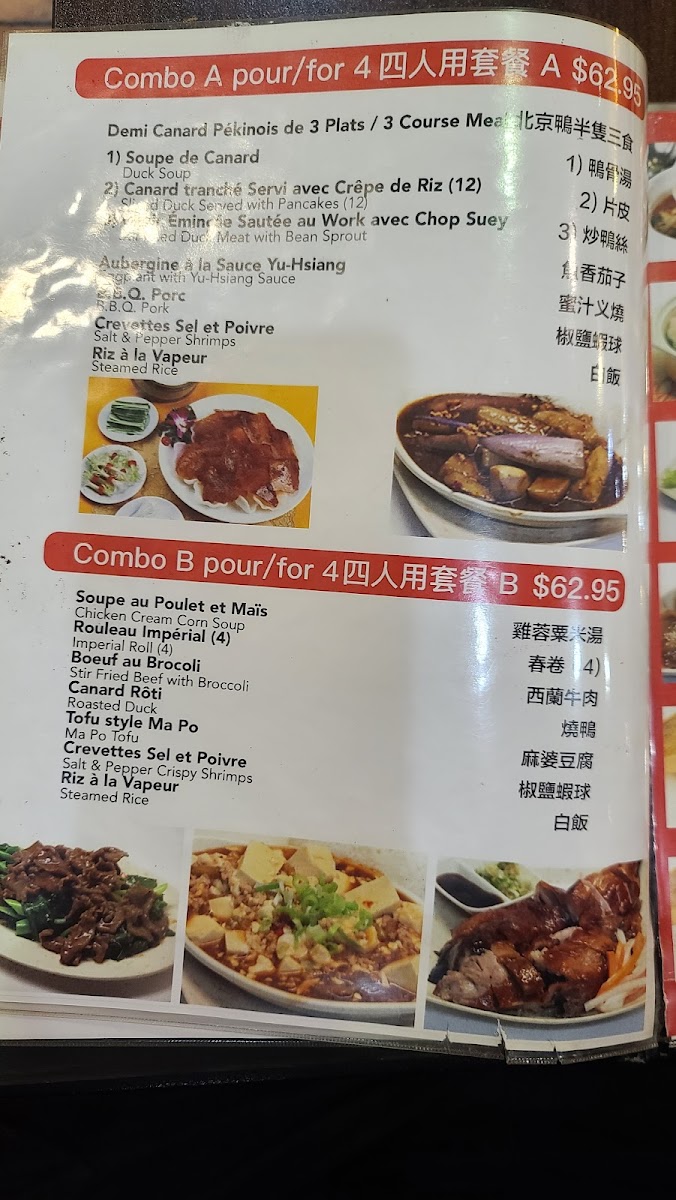 Combo A pour/for 4 四人用套餐 A $62.95
Demi Canard Pékinois de 3 Plats / 3 Course Meal 北京鴨半隻三食
1) Soupe de Canard
Duck Soup
1) 鴨骨湯
2) Canard tranché Servi avec Crêpe de Riz (12)
Sliced Duck Served with Pancakes (12)
2) 片皮
Émincée Sautée au Work avec Chop Suey
Duck Meat with Bean Sprout
3) 炒鴨絲
Aubergine à la Sauce Yu-Hsiang
Eggplant with Yu-Hsiang Sauce
魚香茄子
B.B.Q. Porc
B.B.Q. Pork
蜜汁义燒
Crevettes Sel et Poivre
Salt & Pepper Shrimps
椒鹽蝦球
Riz à la Vapeur
Steamed Rice
白飯
Combo B pour/for 4 四人用套餐 B $62.95
Soupe au Poulet et Maïs
Chicken Cream Corn Soup
雞蓉粟米湯
Rouleau Impérial (4)
Imperial Roll (4)
春卷 (4)
Boeuf au Brocoli
Stir Fried Beef with Broccoli
西蘭牛肉
Canard Rôti
Roasted Duck
燒鴨
Tofu style Ma Po
Ma Po Tofu
麻婆豆腐
Crevettes Sel et Poivre
Salt & Pepper Crispy Shrimps
椒鹽蝦球
Riz à la Vapeur
Steamed Rice
白飯